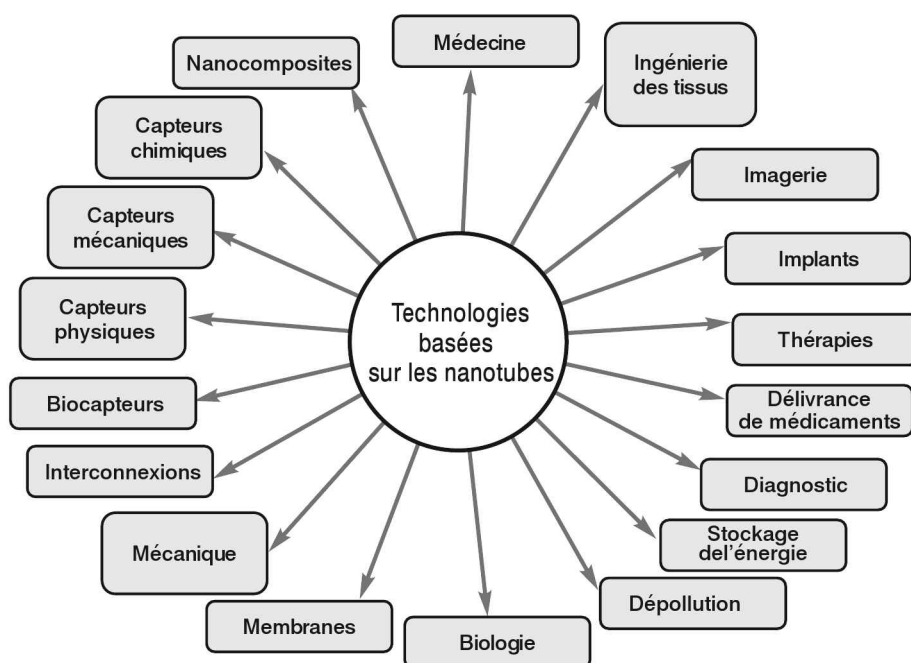 Médecine
Ingénierie
des tissus
Imagerie
Implants
Thérapies
Délivrance
de médicaments
Diagnostic
Stockage
del'énergie
Dépollution
Biologie
Membranes
Mécanique
Interconnexions
Biocapteurs
Capteurs
physiques
Capteurs
mécaniques
Capteurs
chimiques
Nanocomposites
Technologies
basées
sur les nanotubes